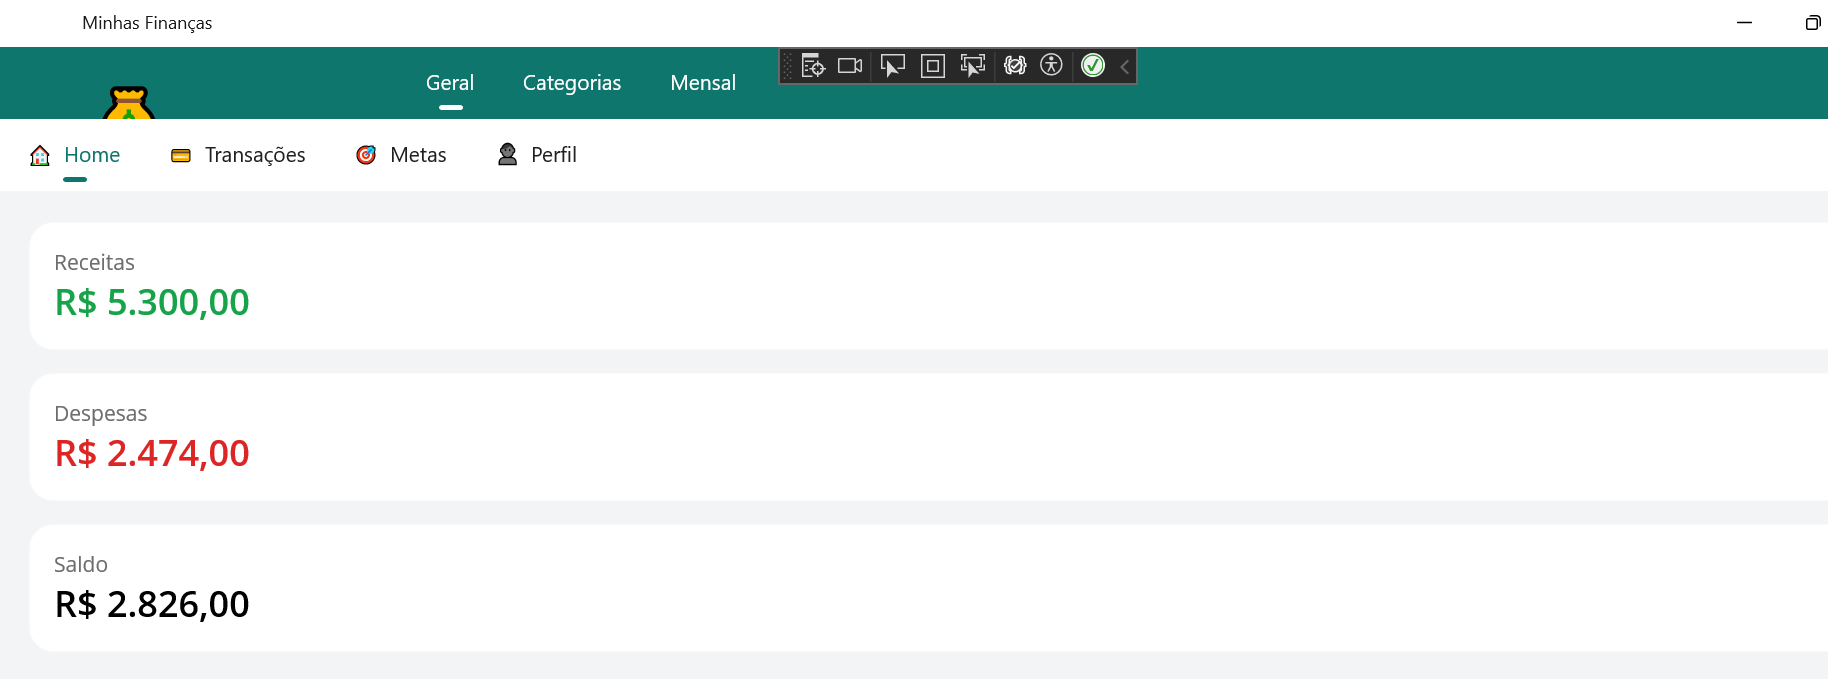 Minhas Finanças
Geral Categorias Mensal
Home Transações Metas Perfil
Receitas
R$ 5.300,00
Despesas
R$ 2.474,00
Saldo
R$ 2.826,00